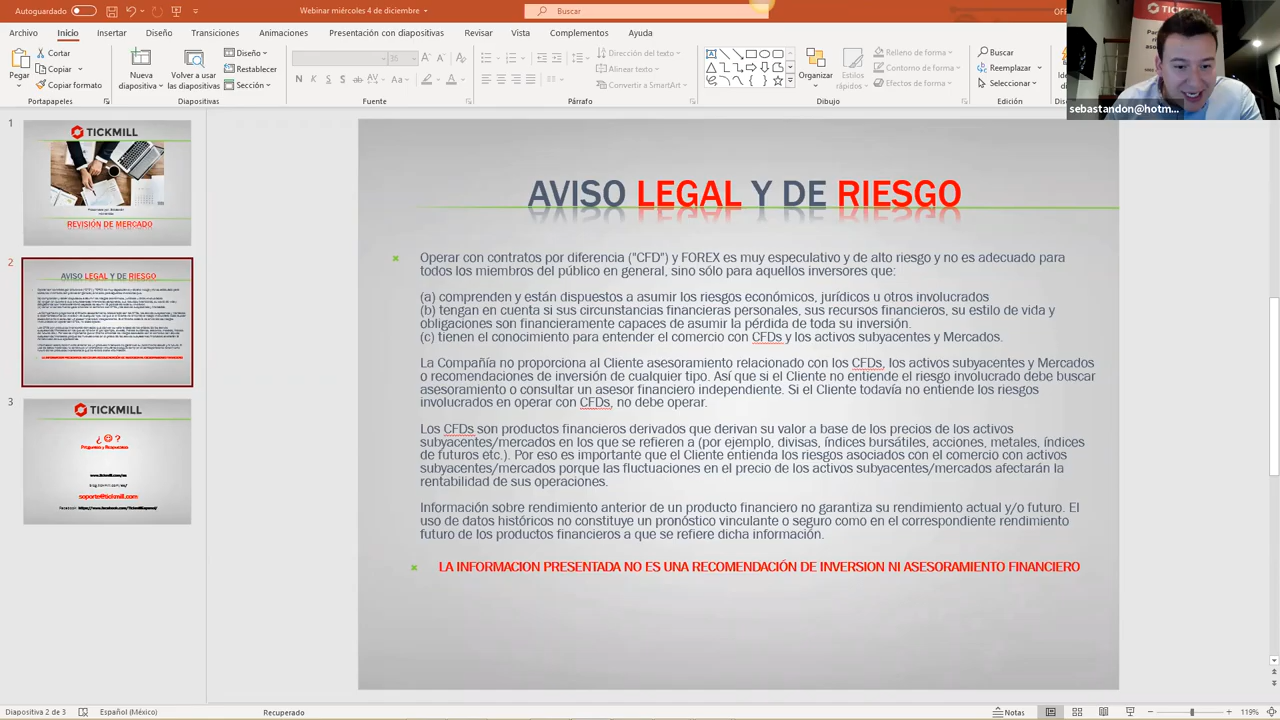 Autoguardado
Webinar miércoles 4 de diciembre
Buscar
Archivo
Inicio
Insertar
Diseño
Transiciones
Animaciones
Presentación con diapositivas
Revisar
Vista
Complementos
Ayuda
Pegar
Cortar
Copiar
Copiar formato
Portapapeles
Nueva diapositiva
Volver a usar las diapositivas
Diseño
Restablecer
Sección
Diapositivas
Fuente
Dirección del texto
Alinear texto
Convertir a SmartArt
Párrafo
Organizar
Estilos rápidos
Relleno de forma
Contorno de forma
Efectos de forma
Dibujo
Buscar
Reemplazar
Seleccionar
Edición
TICKMILL
sebastandon@hotm...
1
TICKMILL
REVISIÓN DE MERCADO
2
AVISO LEGAL Y DE RIESGO
3
TICKMILL
Preguntas y Respuestas
www.tickmill.com/es
soporte@tickmill.com
AVISO LEGAL Y DE RIESGO
Operar con contratos por diferencia ("CFD") y FOREX es muy especulativo y de alto riesgo y no es adecuado para
todos los miembros del público en general, sino sólo para aquellos inversores que:
(a) comprenden y están dispuestos a asumir los riesgos económicos, jurídicos u otros involucrados
(b) tengan en cuenta si sus circunstancias financieras personales, sus recursos financieros, su estilo de vida y
obligaciones son financieramente capaces de asumir la pérdida de toda su inversión.
(c) tienen el conocimiento para entender el comercio con CFDs y los activos subyacentes y Mercados.
La Compañía no proporciona al Cliente asesoramiento relacionado con los CFDs, los activos subyacentes y Mercados
o recomendaciones de inversión de cualquier tipo. Así que si el Cliente no entiende el riesgo involucrado debe buscar
asesoramiento o consultar un asesor financiero independiente. Si el Cliente todavía no entiende los riesgos
involucrados en operar con CFDs, no debe operar.
Los CFDs son productos financieros derivados que derivan su valor a base de los precios de los activos
subyacentes/mercados en los que se refieren a (por ejemplo, dólar, índices bursátiles, acciones, metales, índices
de futuros etc.). Por eso es importante que el Cliente entienda los riesgos asociados con el comercio con activos
subyacentes/mercados porque las fluctuaciones en el precio de los activos subyacentes/mercados afectarán la
rentabilidad de sus operaciones.
Información sobre rendimiento anterior de un producto financiero no garantiza su rendimiento actual y/o futuro. El
uso de datos históricos no constituye un pronóstico vinculante o seguro como en el correspondiente rendimiento
futuro de los productos financieros a que se refiere dicha información.
LA INFORMACION PRESENTADA NO ES UNA RECOMENDACIÓN DE INVERSION NI ASESORAMIENTO FINANCIERO
Diapositiva 2 de 3
Español (México)
Recuperado
Notas
119%